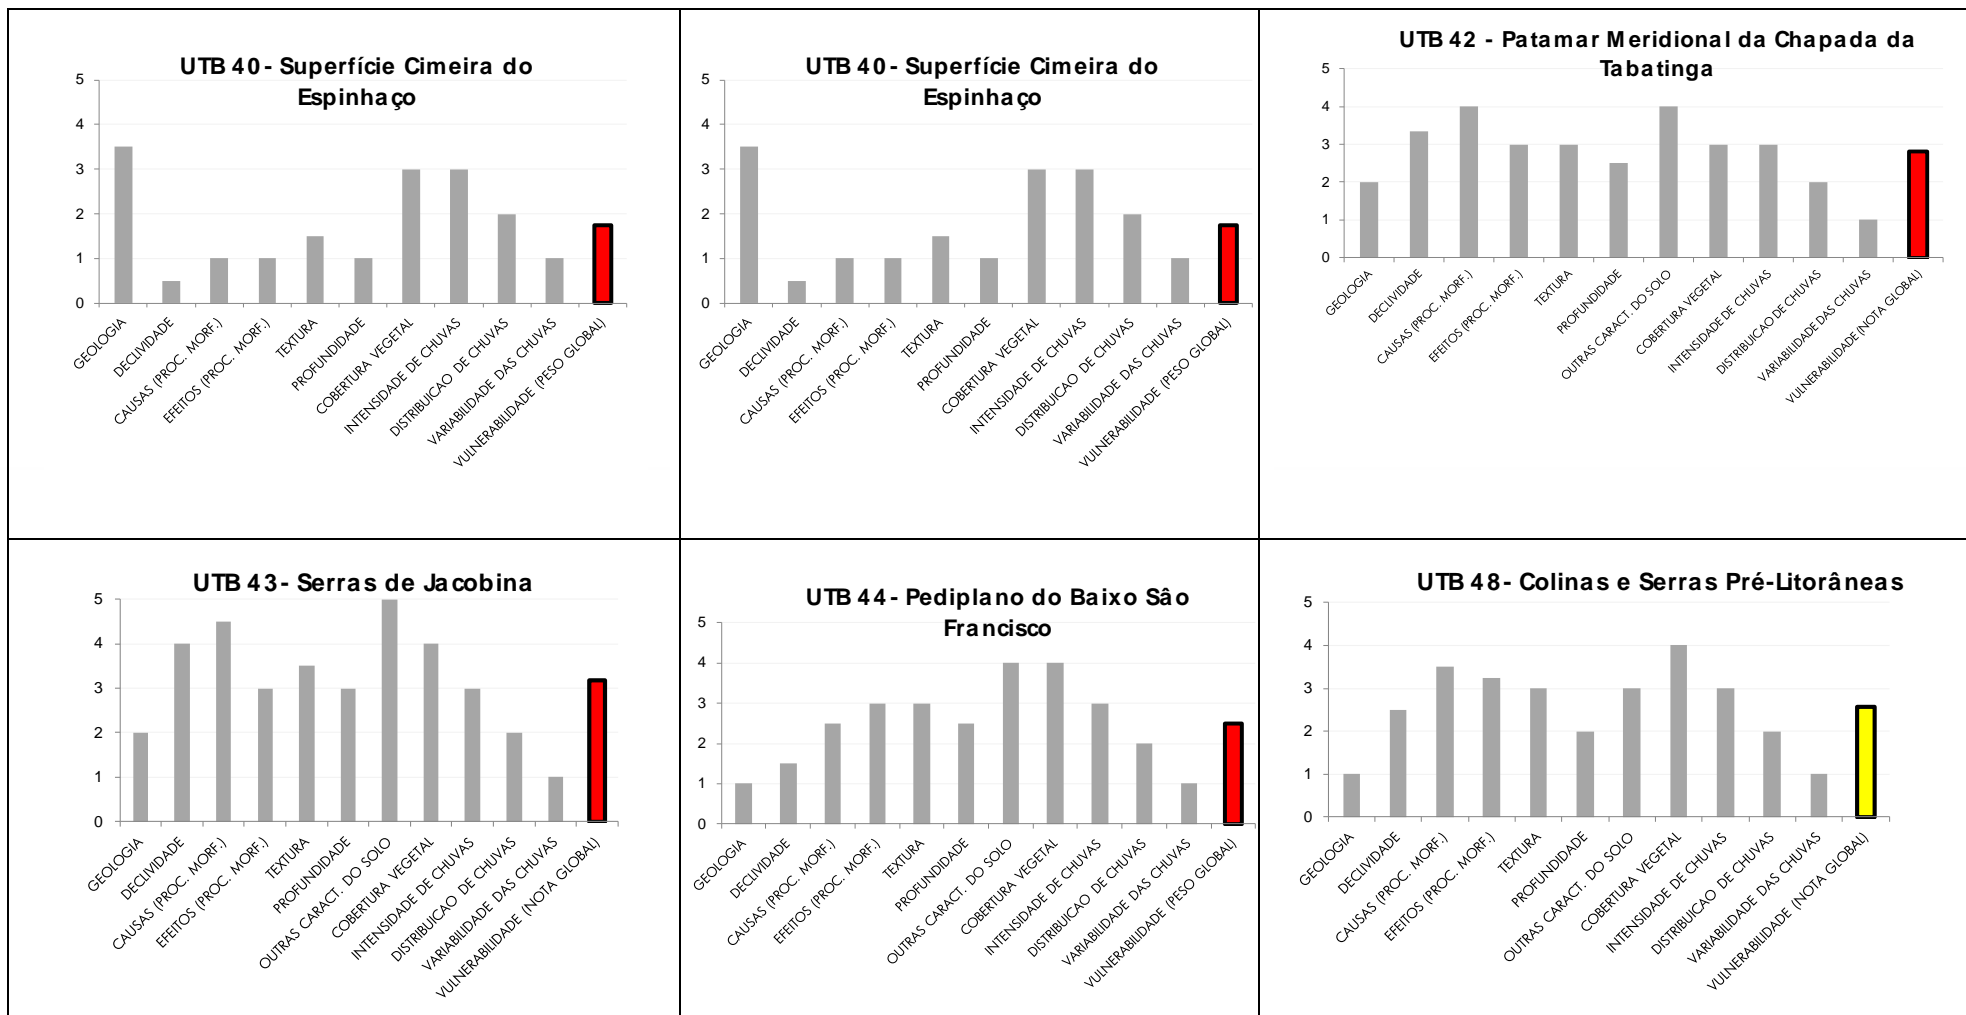 UTB 40 - Superfície Cimeira do
Espinhaço
5
4
3
2
1
0
GEOLOGIA
DECLIVIDADE
CAUSAS (PROC. MORF.)
EFEITOS (PROC. MORF.)
TEXTURA
PROFUNDIDADE
COBERTURA VEGETAL
INTENSIDADE DE CHUVAS
DISTRIBUICAO DE CHUVAS
VARIABILIDADE DAS CHUVAS
VULNERABILIDADE (PESO GLOBAL)
UTB 40 - Superfície Cimeira do
Espinhaço
5
4
3
2
1
0
GEOLOGIA
DECLIVIDADE
CAUSAS (PROC. MORF.)
EFEITOS (PROC. MORF.)
TEXTURA
PROFUNDIDADE
COBERTURA VEGETAL
INTENSIDADE DE CHUVAS
DISTRIBUICAO DE CHUVAS
VARIABILIDADE DAS CHUVAS
VULNERABILIDADE (PESO GLOBAL)
UTB 42 - Patamar Meridional da Chapada da
Tabatinga
5
4
3
2
1
0
GEOLOGIA
DECLIVIDADE
CAUSAS (PROC. MORF.)
EFEITOS (PROC. MORF.)
TEXTURA
PROFUNDIDADE
OUTRAS CARACT. DO SOLO
COBERTURA VEGETAL
INTENSIDADE DE CHUVAS
DISTRIBUICAO DE CHUVAS
VARIABILIDADE DAS CHUVAS
VULNERABILIDADE (NOTA GLOBAL)
UTB 43 - Serras de Jacobina
5
4
3
2
1
0
GEOLOGIA
DECLIVIDADE
CAUSAS (PROC. MORF.)
EFEITOS (PROC. MORF.)
TEXTURA
PROFUNDIDADE
OUTRAS CARACT. DO SOLO
COBERTURA VEGETAL
INTENSIDADE DE CHUVAS
DISTRIBUICAO DE CHUVAS
VARIABILIDADE DAS CHUVAS
VULNERABILIDADE (NOTA GLOBAL)
UTB 44 - Pediplano do Baixo Sâo
Francisco
5
4
3
2
1
0
GEOLOGIA
DECLIVIDADE
CAUSAS (PROC. MORF.)
EFEITOS (PROC. MORF.)
TEXTURA
PROFUNDIDADE
OUTRAS CARACT. DO SOLO
COBERTURA VEGETAL
INTENSIDADE DE CHUVAS
DISTRIBUICAO DE CHUVAS
VARIABILIDADE DAS CHUVAS
VULNERABILIDADE (PESO GLOBAL)
UTB 48 - Colinas e Serras Pré-Litorâneas
5
4
3
2
1
0
GEOLOGIA
DECLIVIDADE
CAUSAS (PROC. MORF.)
EFEITOS (PROC. MORF.)
TEXTURA
PROFUNDIDADE
OUTRAS CARACT. DO SOLO
COBERTURA VEGETAL
INTENSIDADE DE CHUVAS
DISTRIBUICAO DE CHUVAS
VARIABILIDADE DAS CHUVAS
VULNERABILIDADE (NOTA GLOBAL)